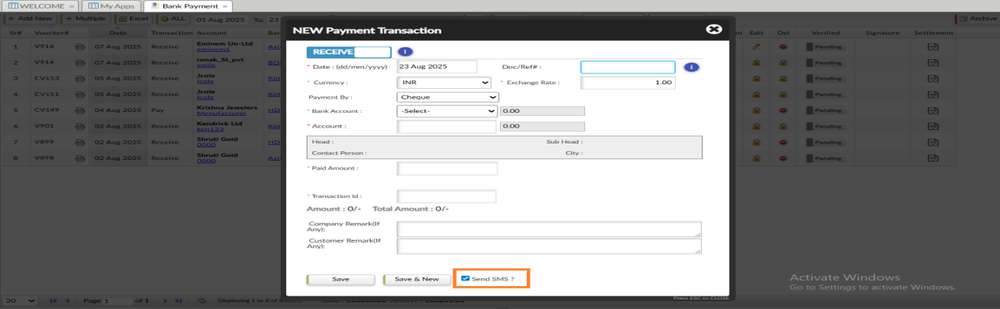 WELCOME × My Apps Bank Payment ×
+ Add New + Multiple Excel ALL 01 Aug 2025 To: 23 Archive
Sr# Voucher# Date Transaction Account Ban nt Edit Del Verified Signature Settlement
NEW Payment Transaction
1 V916 07 Aug 2025 Receive Eminem Un-Ltd Axi Pending
eminem1
RECEIVE i
2 V914 07 Aug 2025 Receive ronak_St_pvt BO Pending
smile
* Date : (dd/mm/yyyy) 23 Aug 2025 Doc/Ref# : i
3 CV153 05 Aug 2025 Receive Jcole Kot Pending
jcole
* Currency : INR * Exchange Rate : 1.00
4 CV151 05 Aug 2025 Receive Jcole Kot Pending
jcole
Payment By : Cheque
5 CV149 04 Aug 2025 Pay Krishna Jewelers HD Pending
Menufacturer
* Bank Account : -Select- 0.00
6 V901 02 Aug 2025 Receive Kendrick Ltd Kot Pending
ken123
* Account : 0.00
7 V899 02 Aug 2025 Receive Shruti Gold HD Pending
0000
Head : Sub Head :
8 V898 02 Aug 2025 Receive Shruti Gold Axi Pending
0000
Contact Person : City :
* Paid Amount :
* Transaction Id :
Amount : 0/- Total Amount : 0/-
Company Remark(If
Any):
Customer Remark(If
Any):
Save Save & New Send SMS ?
Activate Windows
Go to Settings to activate Windows.
Press ESC to CLOSE
20 Page 1 of 1 Displaying 1 to 8 of 8